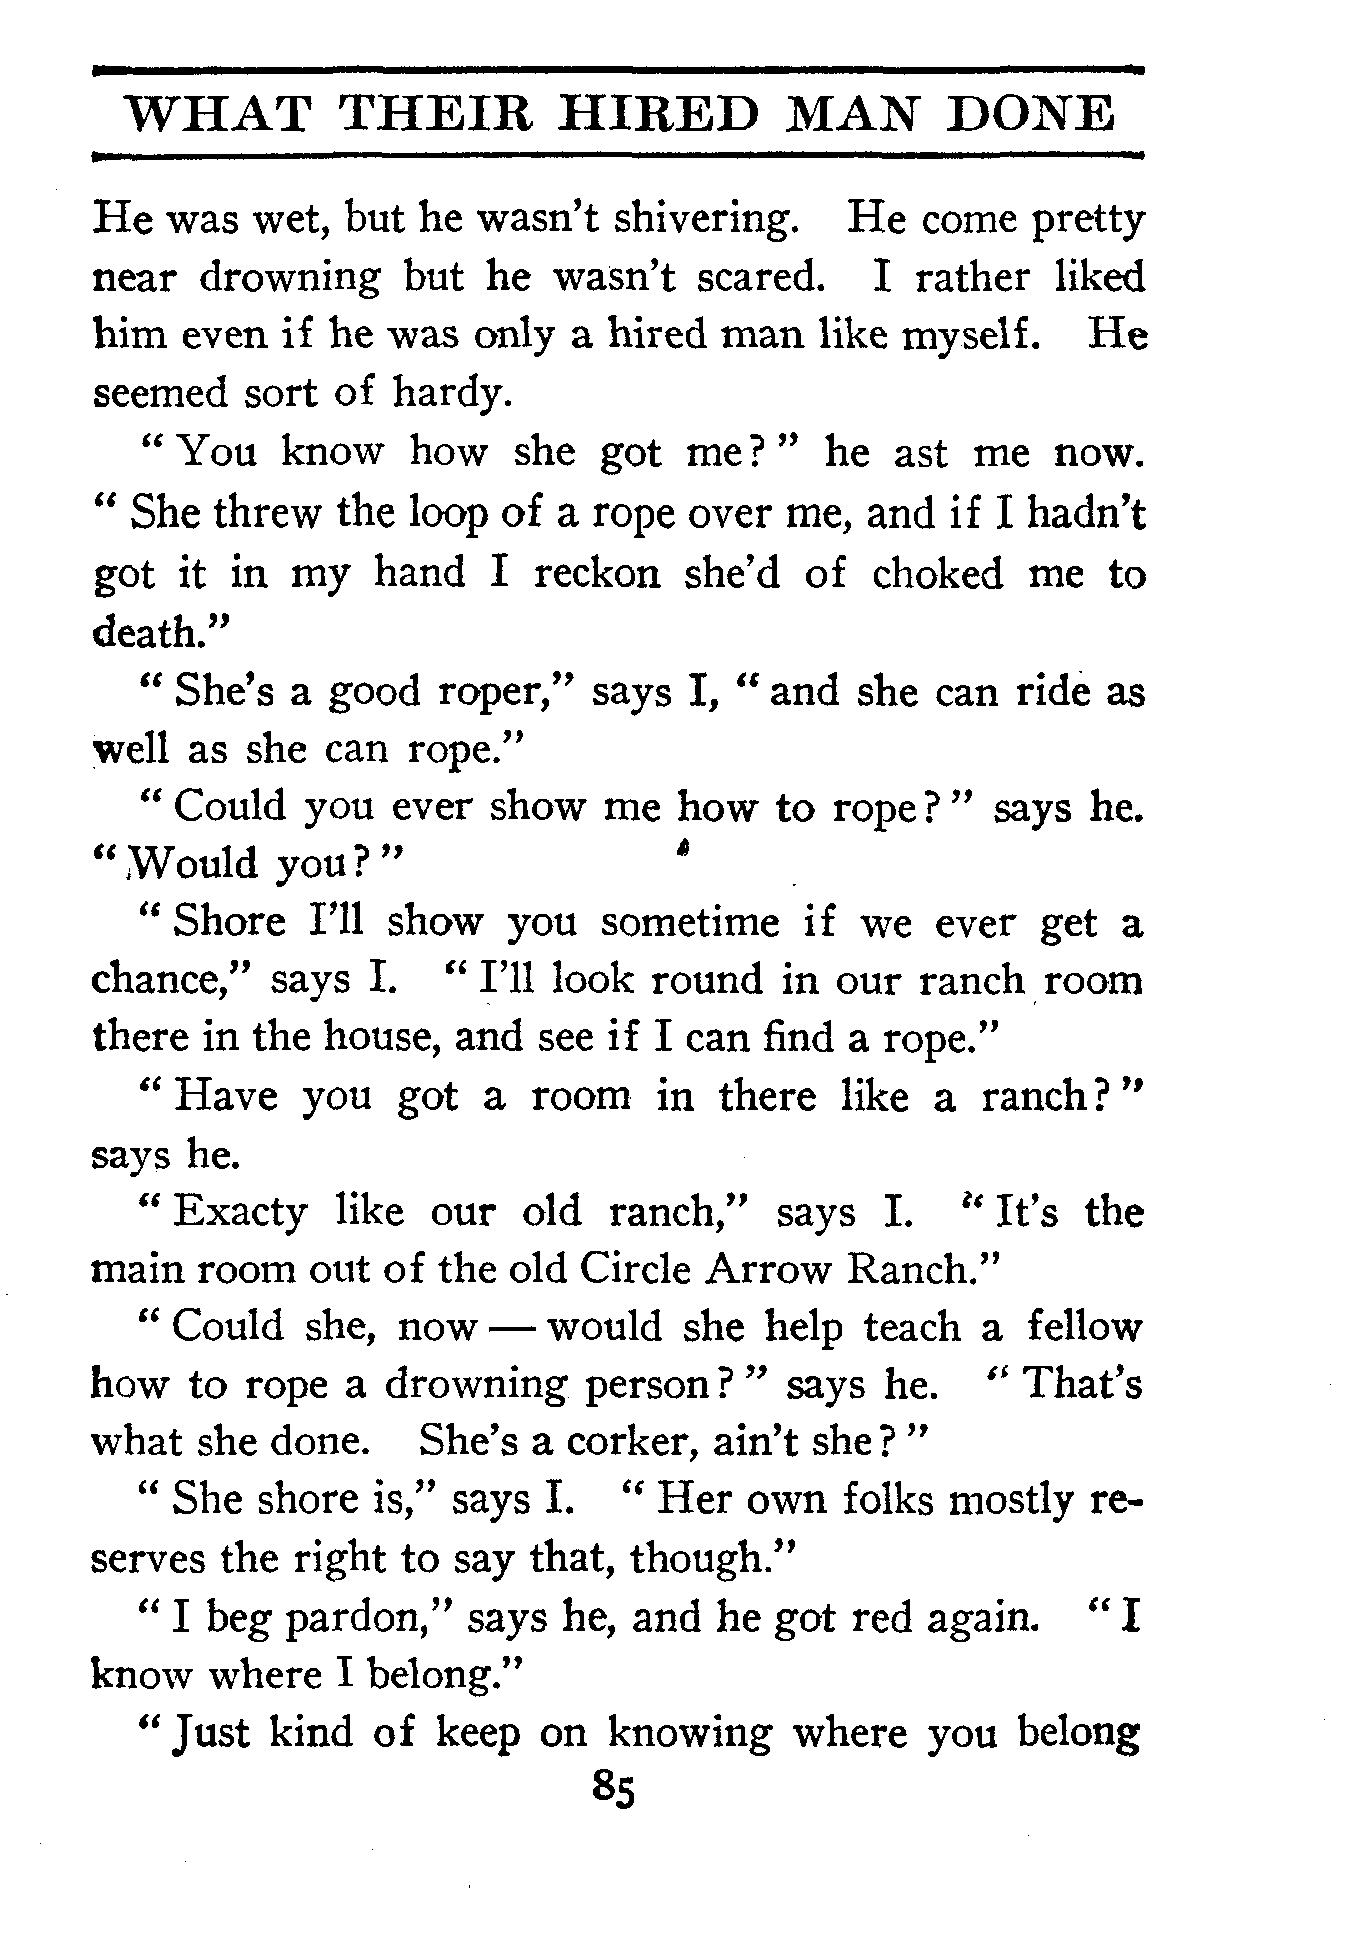 WHAT THEIR HIRED MAN DONE
He was wet, but he wasn't shivering. He come pretty
near drowning but he wasn't scared. I rather liked
him even if he was only a hired man like myself. He
seemed sort of hardy.
" You know how she got me? " he ast me now.
" She threw the loop of a rope over me, and if I hadn't
got it in my hand I reckon she'd of choked me to
death."
" She's a good roper," says I, " and she can ride as
well as she can rope."
" Could you ever show me how to rope? " says he.
" Would you? "
" Shore I'll show you sometime if we ever get a
chance," says I. " I'll look round in our ranch room
there in the house, and see if I can find a rope."
" Have you got a room in there like a ranch? "
says he.
" Exacty like our old ranch," says I. " It's the
main room out of the old Circle Arrow Ranch."
" Could she, now — would she help teach a fellow
how to rope a drowning person? " says he. " That's
what she done. She's a corker, ain't she? "
" She shore is," says I. " Her own folks mostly re-
serves the right to say that, though."
" I beg pardon," says he, and he got red again. " I
know where I belong."
" Just kind of keep on knowing where you belong
85